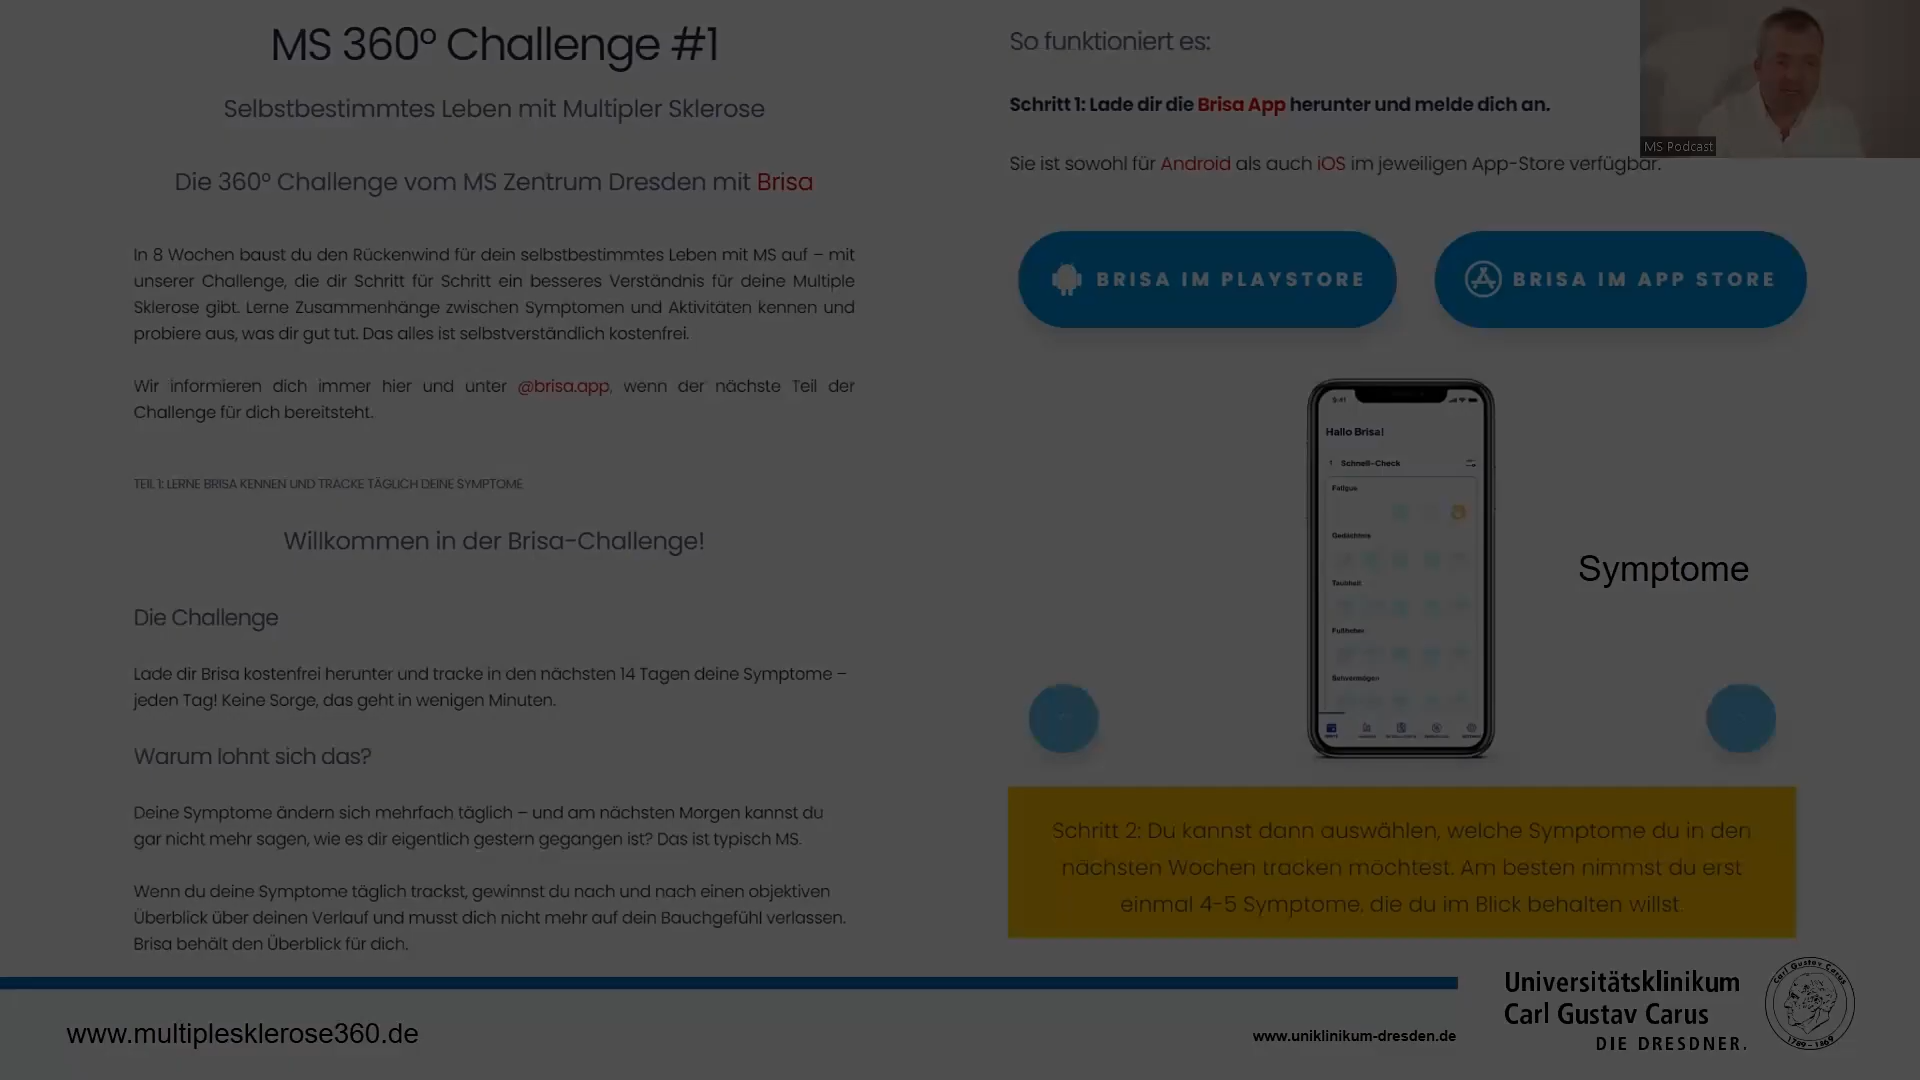 MS 360° Challenge #1
Selbstbestimmtes Leben mit Multipler Sklerose
Die 360° Challenge vom MS Zentrum Dresden mit Brisa
In 8 Wochen baust du den Rückenwind für dein selbstbestimmtes Leben mit MS auf – mit
unserer Challenge, die dir Schritt für Schritt ein besseres Verständnis für deine Multiple
Sklerose gibt. Lerne Zusammenhänge zwischen Symptomen und Aktivitäten kennen und
probiere aus, was dir gut tut. Das alles ist selbstverständlich kostenfrei.
Wir informieren dich immer hier und unter @brisa.app, wenn der nächste Teil der
Challenge für dich bereitsteht.
TEIL 1: LERNE BRISA KENNEN UND TRACKE TÄGLICH DEINE SYMPTOME
Willkommen in der Brisa-Challenge!
Die Challenge
Lade dir Brisa kostenfrei herunter und tracke in den nächsten 14 Tagen deine Symptome –
jeden Tag! Keine Sorge, das geht in wenigen Minuten.
Warum lohnt sich das?
Deine Symptome ändern sich mehrfach täglich – und am nächsten Morgen kannst du
gar nicht mehr sagen, wie es dir eigentlich gestern gegangen ist? Das ist typisch MS.
Wenn du deine Symptome täglich trackst, gewinnst du nach und nach einen objektiven
Überblick über deinen Verlauf und musst dich nicht mehr auf dein Bauchgefühl verlassen.
Brisa behält den Überblick für dich.
So funktioniert es:
Schritt 1: Lade dir die Brisa App herunter und melde dich an.
Sie ist sowohl für Android als auch iOS im jeweiligen App-Store verfügbar.
MS Podcast
BRISA IM PLAYSTORE
BRISA IM APP STORE
9:41
Hallo Brisa!
Schnell-Check
Fatigue
Gedächtnis
Taubheit
Fußheber
Sehvermögen
Symptome
Schritt 2: Du kannst dann auswählen, welche Symptome du in den
nächsten Wochen tracken möchtest. Am besten nimmst du erst
einmal 4-5 Symptome, die du im Blick behalten willst.
www.multiplesklerose360.de
www.uniklinikum-dresden.de
Universitätsklinikum
Carl Gustav Carus
DIE DRESDNER.
Carl Gustav Carus
1789 – 1869